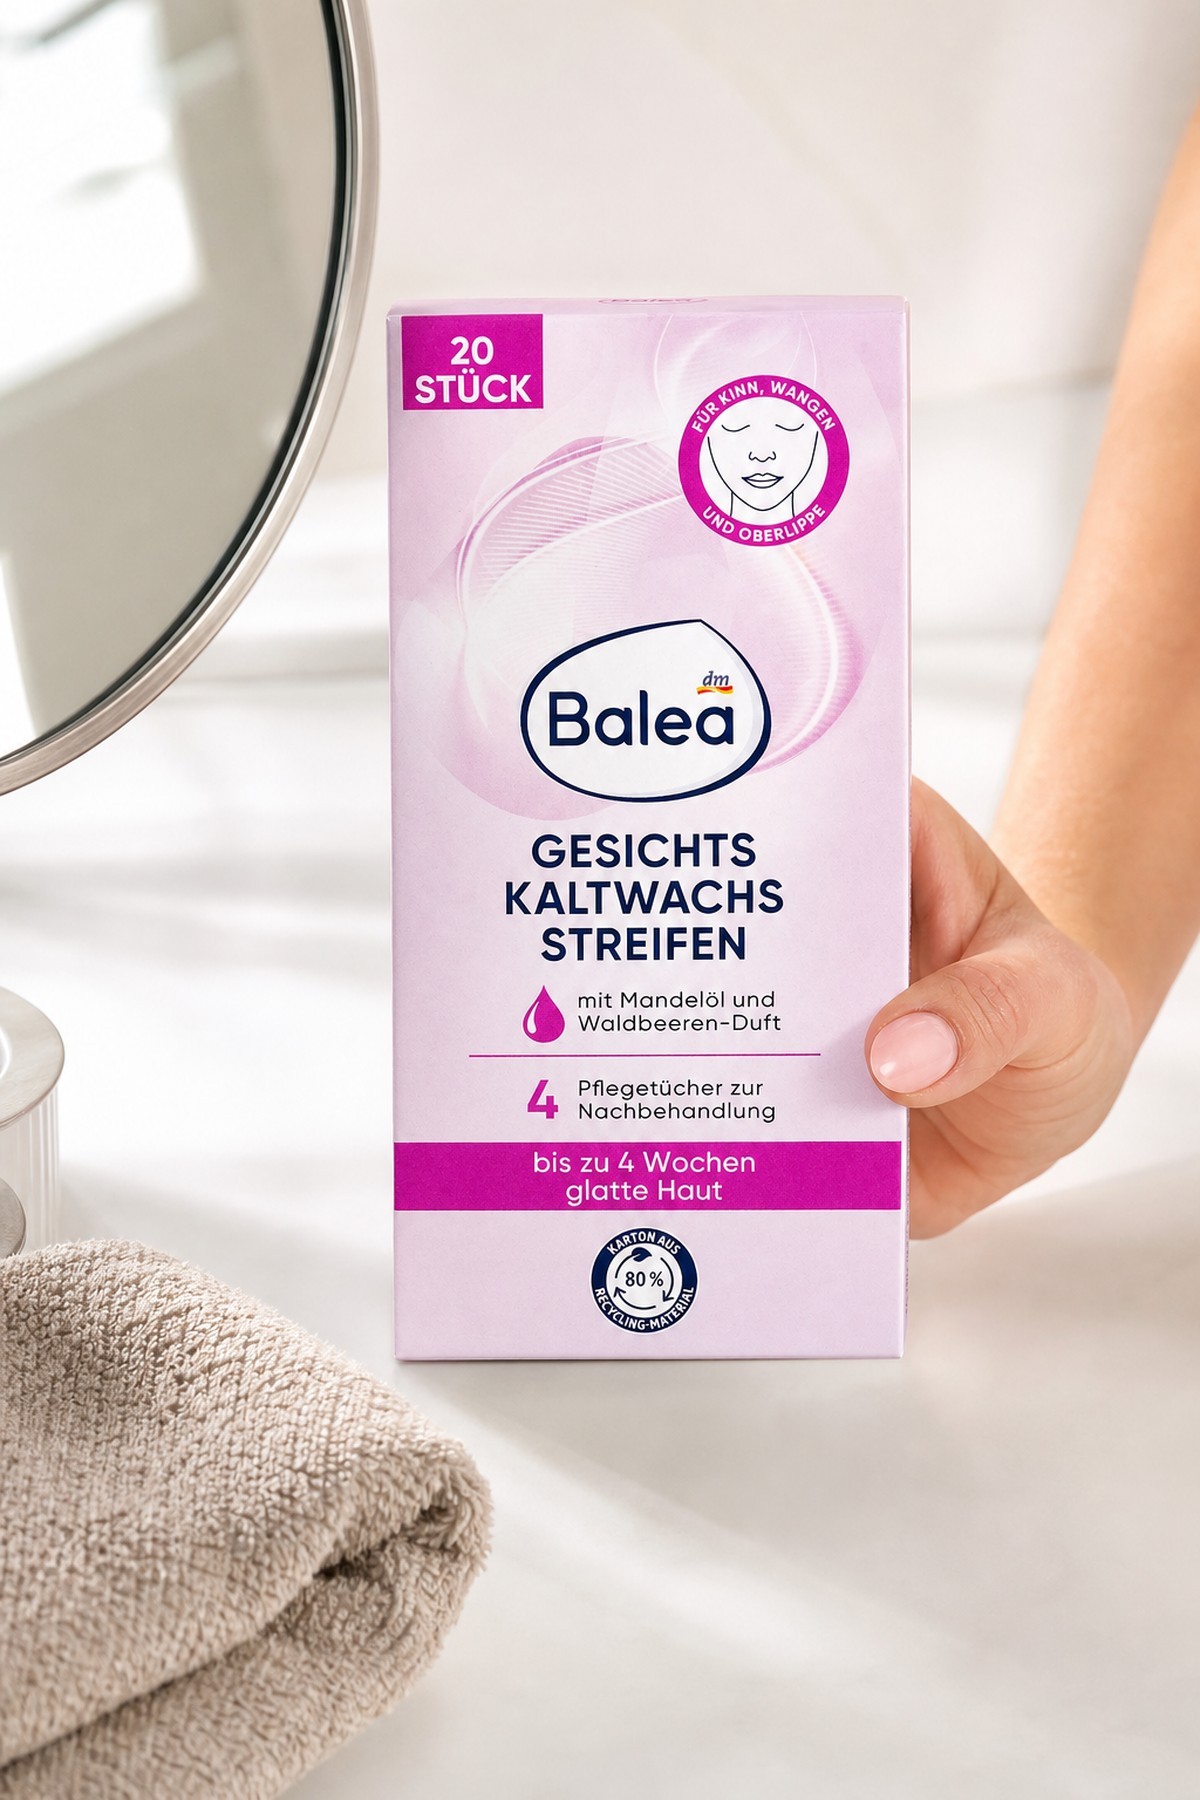 Balea
20
STÜCK
FÜR KINN, WANGEN
UND OBERLIPPE
dm
Balea
GESICHTS
KALTWACHS
STREIFEN
mit Mandelöl und
Waldbeeren-Duft
4 Pflegetücher zur
Nachbehandlung
bis zu 4 Wochen
glatte Haut
KARTON AUS
80 %
RECYCLING-MATERIAL